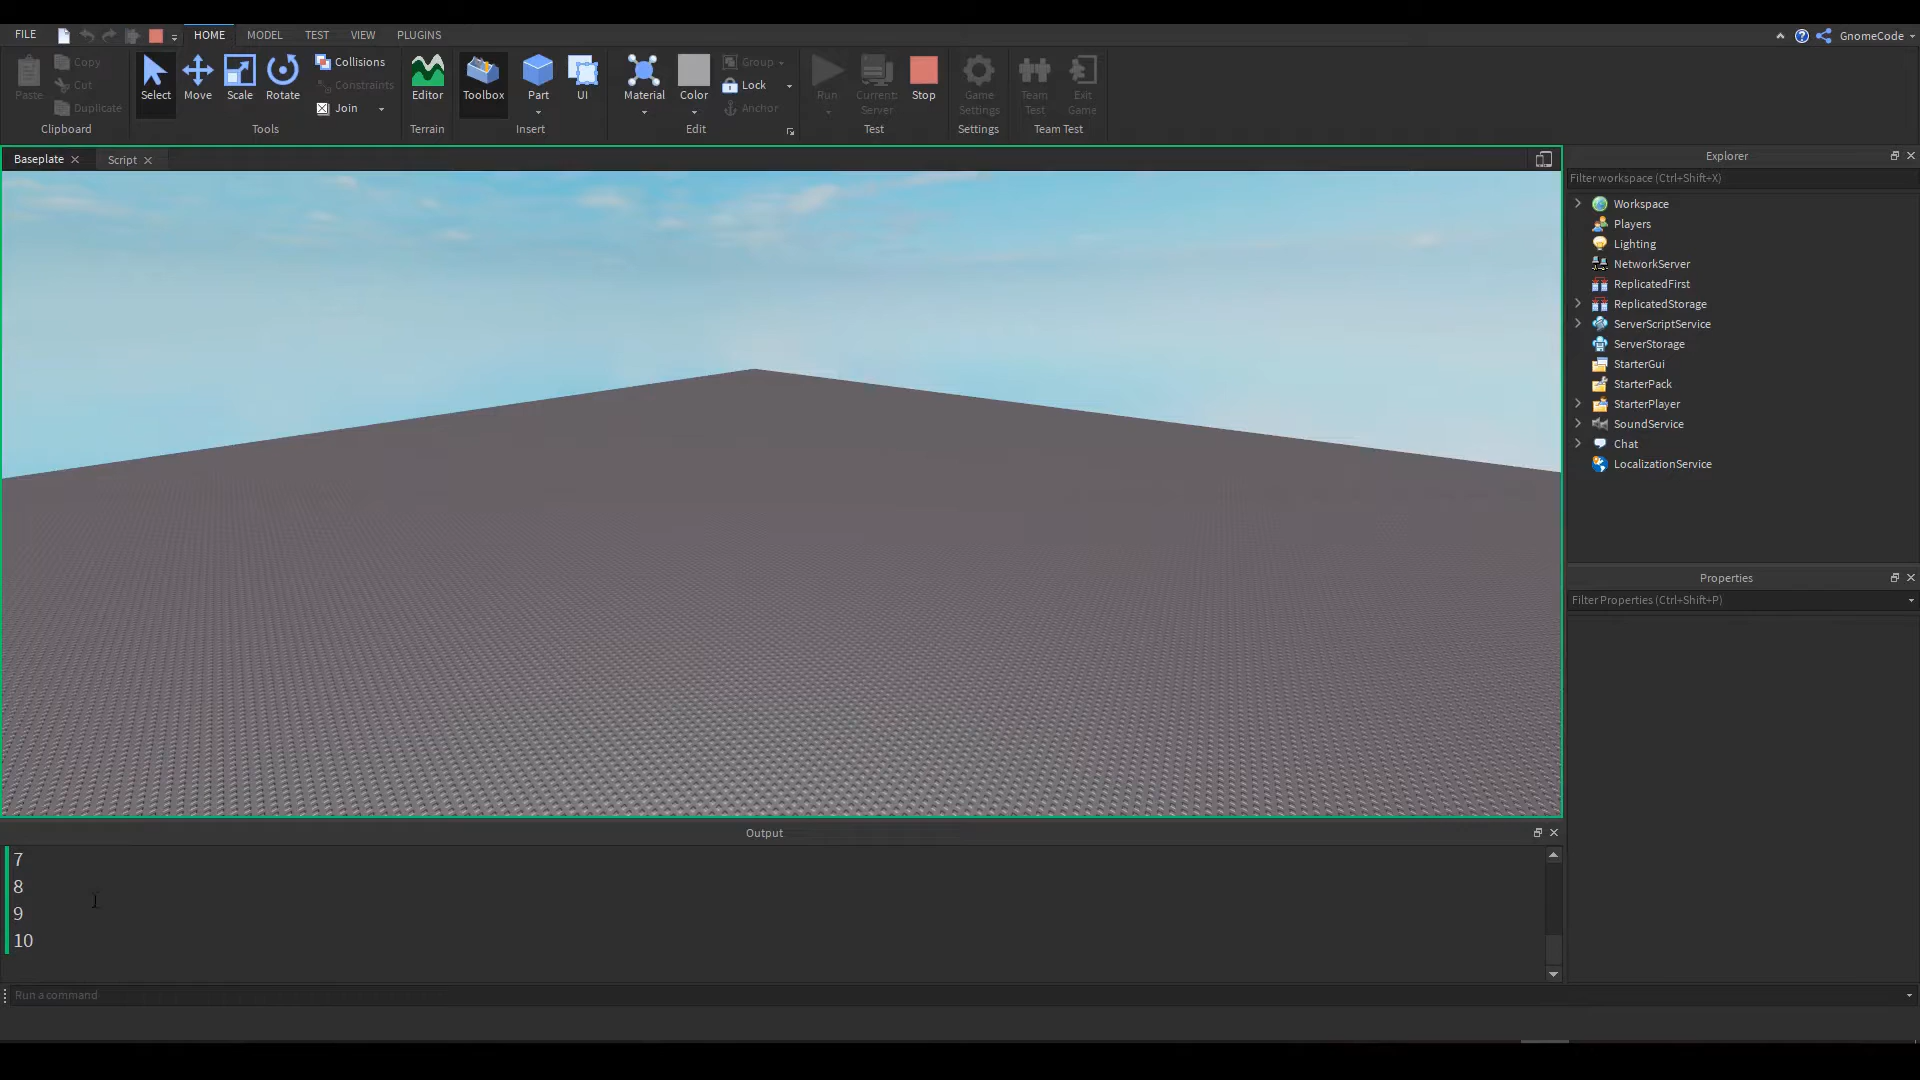 FILE HOME MODEL TEST VIEW PLUGINS GnomeCode
Paste Copy Cut Duplicate Clipboard
Select Move Scale Rotate Collisions Constraints Join Tools
Editor Terrain
Toolbox Part UI Insert
Material Color Group Lock Anchor Edit
Run Current: Server Stop Test
Game Settings Settings
Team Test Exit Game Team Test
Baseplate Script
Explorer
Filter workspace (Ctrl+Shift+X)
Workspace
Players
Lighting
NetworkServer
ReplicatedFirst
ReplicatedStorage
ServerScriptService
ServerStorage
StarterGui
StarterPack
StarterPlayer
SoundService
Chat
LocalizationService
Properties
Filter Properties (Ctrl+Shift+P)
Output
7
8
9
10
Run a command